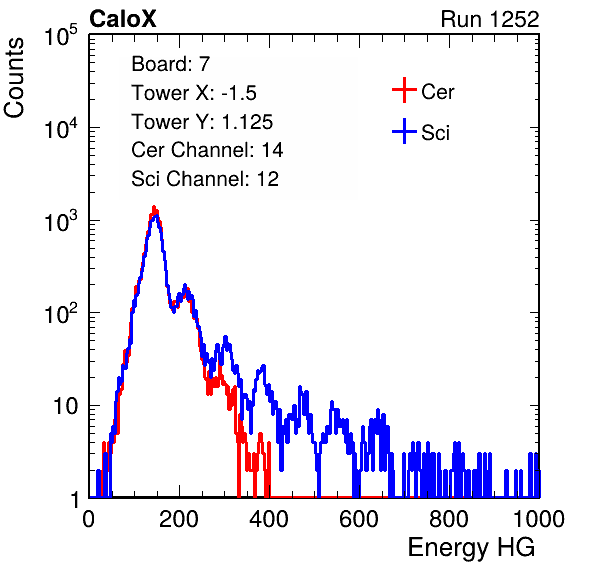 CaloX Run 1252
Counts
10^5
10^4
10^3
10^2
10
1
Board: 7
Tower X: -1.5
Tower Y: 1.125
Cer Channel: 14
Sci Channel: 12
Cer
Sci
0 200 400 600 800 1000
Energy HG